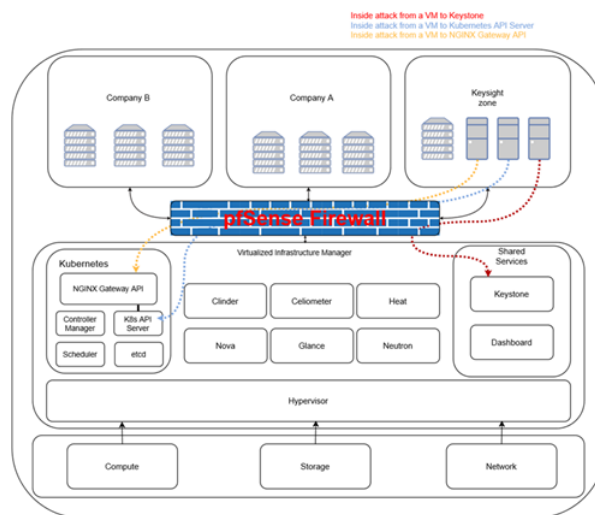 Inside attack from a VM to Keystone
Inside attack from a VM to Kubernetes API Server
Inside attack from a VM to NGINX Gateway API
Company B
Company A
Keysight
zone
pfSense Firewall
Virtualized Infrastructure Manager
Kubernetes
Shared
Services
NGINX Gateway API
Controller
Manager
K8s API
Server
Scheduler
etcd
Clinder
Celiometer
Heat
Nova
Glance
Neutron
Keystone
Dashboard
Hypervisor
Compute
Storage
Network